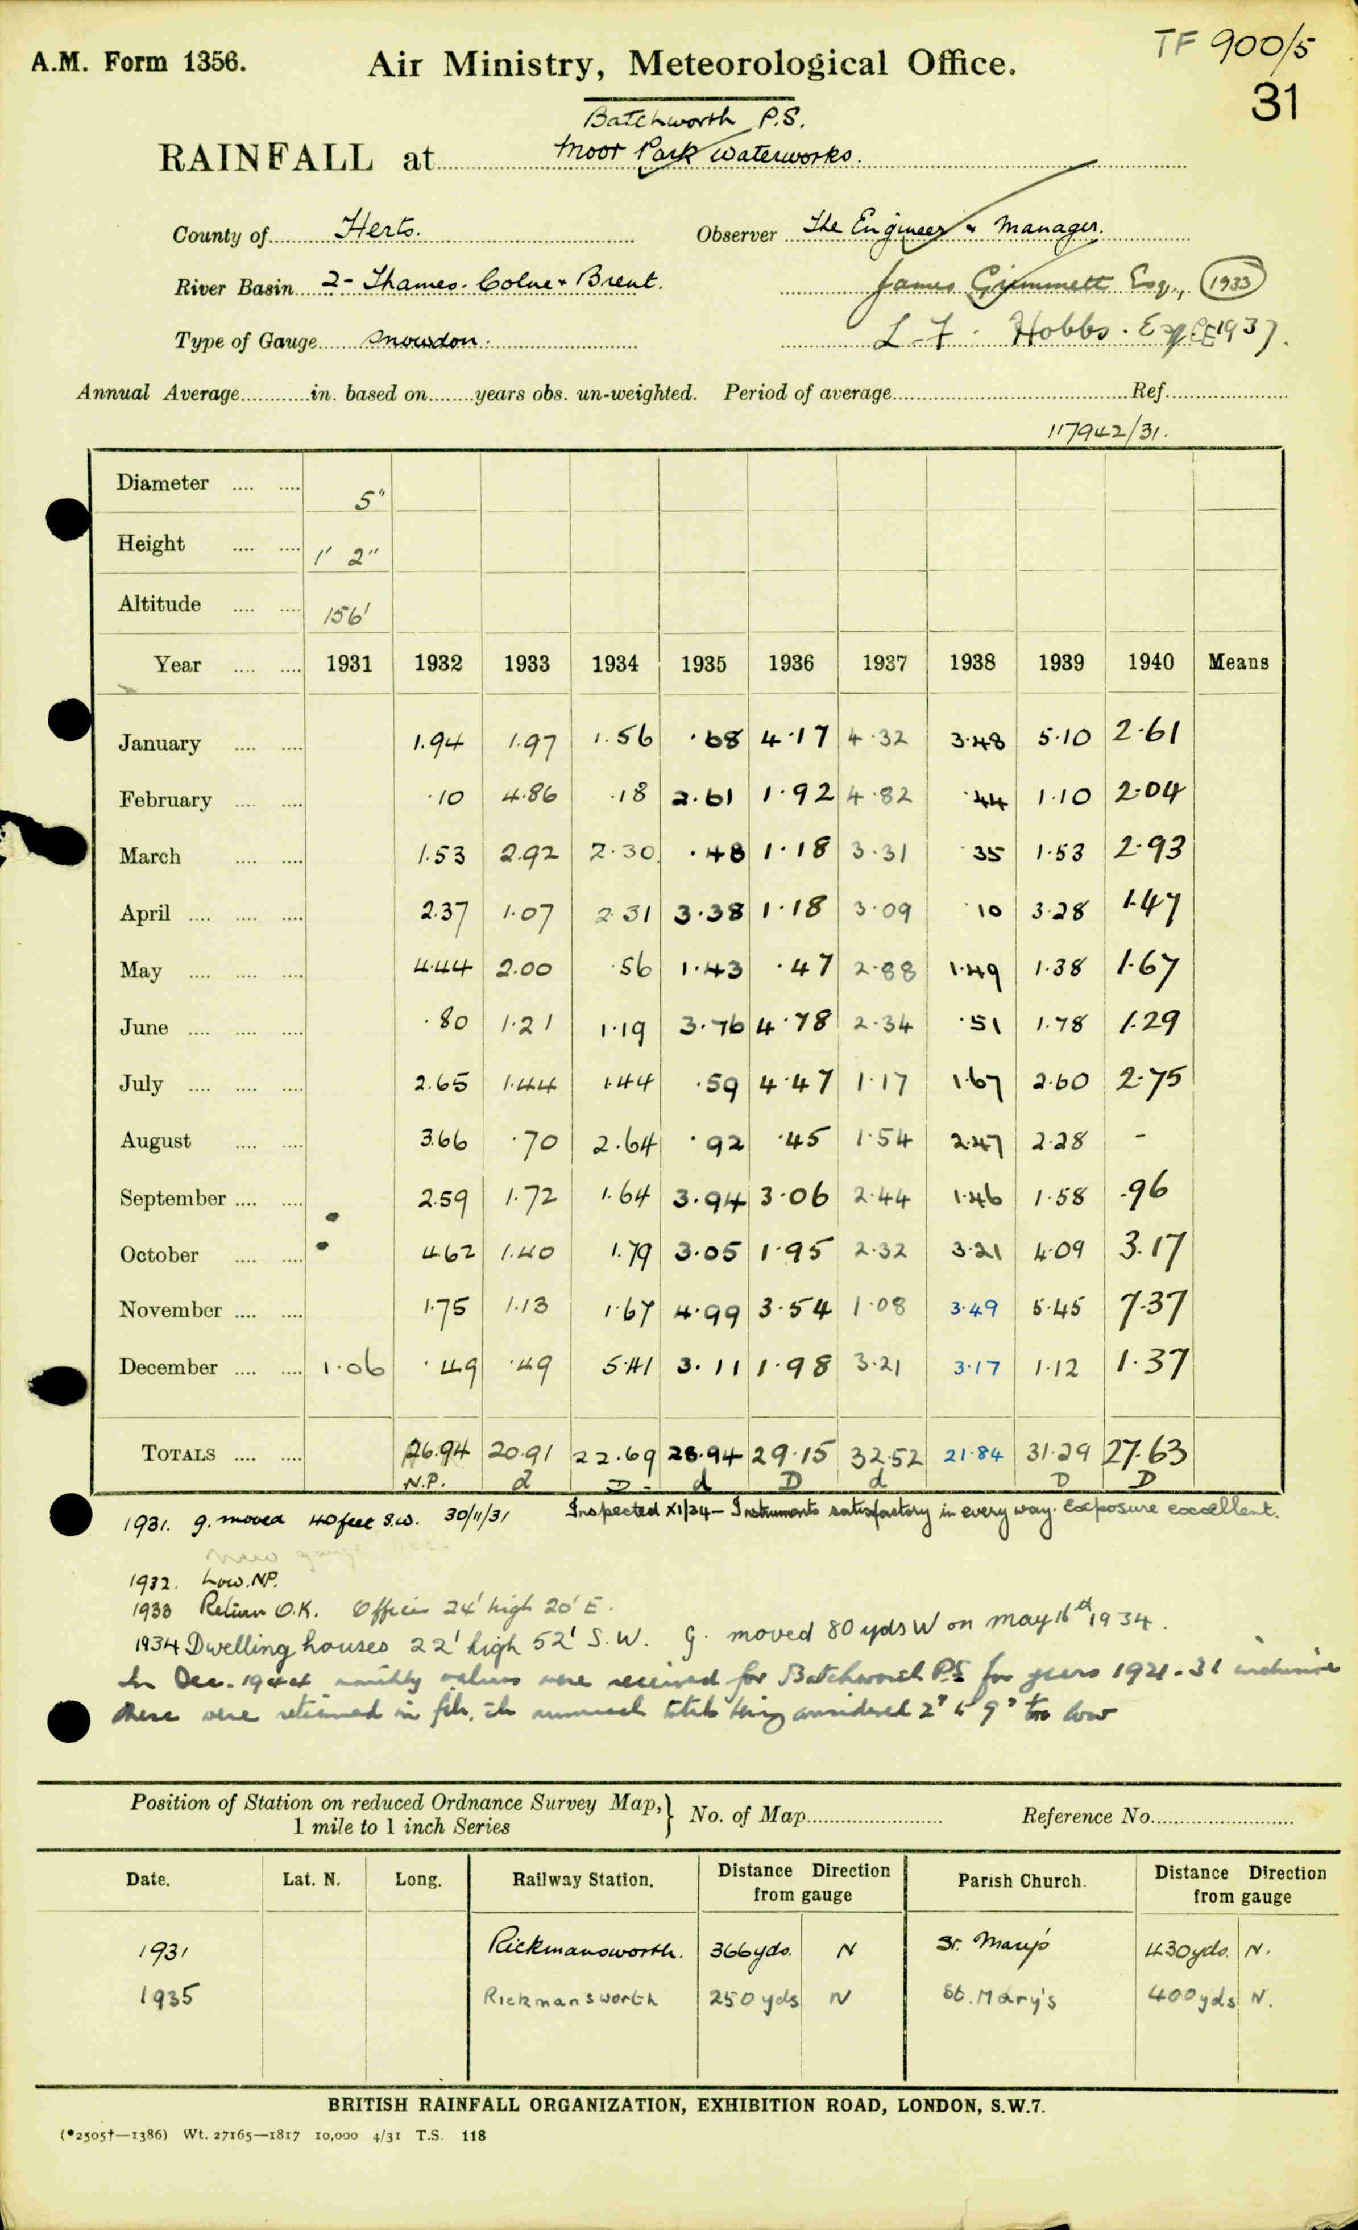 TF 900/5
A.M. Form 1356. Air Ministry, Meteorological Office. 31
Batchworth P.S.
RAINFALL at Moor Park Waterworks.
County of Herts. Observer The Engineer & Manager.
River Basin 2 - Thames. Colne & Brent. James Grimmett Esq., 1933
Type of Gauge Snowdon. L. F. Hobbs. Esq. 1937.
Annual Average............in. based on........years obs. un-weighted. Period of average............Ref............
117942/31.
Diameter .... .... 5"
Height .... .... 1' 2"
Altitude .... .... 156'
Year .... .... 1931 1932 1933 1934 1935 1936 1937 1938 1939 1940 Means
January .... .... 1.94 1.97 1.56 .68 4.17 4.32 3.48 5.10 2.61
February .... .... .10 4.86 .18 2.61 1.92 4.82 .44 1.10 2.04
March .... .... 1.53 2.92 2.30 .48 1.18 3.31 .35 1.53 2.93
April .... .... .... 2.37 1.07 2.31 3.38 1.18 3.09 .10 3.28 1.47
May .... .... .... 4.44 2.00 .56 1.43 .47 2.88 1.49 1.38 1.67
June .... .... .... .80 1.21 1.19 3.76 4.78 2.34 .51 1.78 1.29
July .... .... .... 2.65 1.44 1.44 .59 4.47 1.17 1.67 2.60 2.75
August .... .... 3.66 .70 2.64 .92 .45 1.54 2.47 2.28 -
September .... .... 2.59 1.72 1.64 3.94 3.06 2.44 1.46 1.58 .96
October .... .... 4.62 1.40 1.79 3.05 1.95 2.32 3.21 4.09 3.17
November .... .... 1.75 1.13 1.67 4.99 3.54 1.08 3.49 5.45 7.37
December .... .... 1.06 .49 .49 5.41 3.11 1.98 3.21 3.17 1.12 1.37
TOTALS .... .... 26.94 20.91 22.69 28.94 29.15 32.52 21.84 31.29 27.63
N.P. d D d D d D D
1931. g. moved 40 feet S.W. 30/11/31 Inspected XI/34 - Instruments satisfactory in every way. Exposure excellent.
new gauge
1932. Low. NP.
1933 Return O.K. Offices 24' high 20' E.
1934 Dwelling houses 22' high 52' S.W. g. moved 80 yds W on May 16th 1934.
In Dec. 1944 monthly values were received for Batchworth P.S for years 1921-31 inclusive
these were retained in file, the annual totals being considered 2" to 9" too low
Position of Station on reduced Ordnance Survey Map, 1 mile to 1 inch Series } No. of Map............ Reference No............
Date. Lat. N. Long. Railway Station. Distance Direction from gauge Parish Church. Distance Direction from gauge
1931 Rickmansworth. 366 yds. N St. Mary's 430 yds. N.
1935 Rickmansworth 250 yds N St. Mary's 400 yds N.
BRITISH RAINFALL ORGANIZATION, EXHIBITION ROAD, LONDON, S.W.7.
(*2505†—1386) Wt. 27165—1817 10,000 4/31 T.S. 118